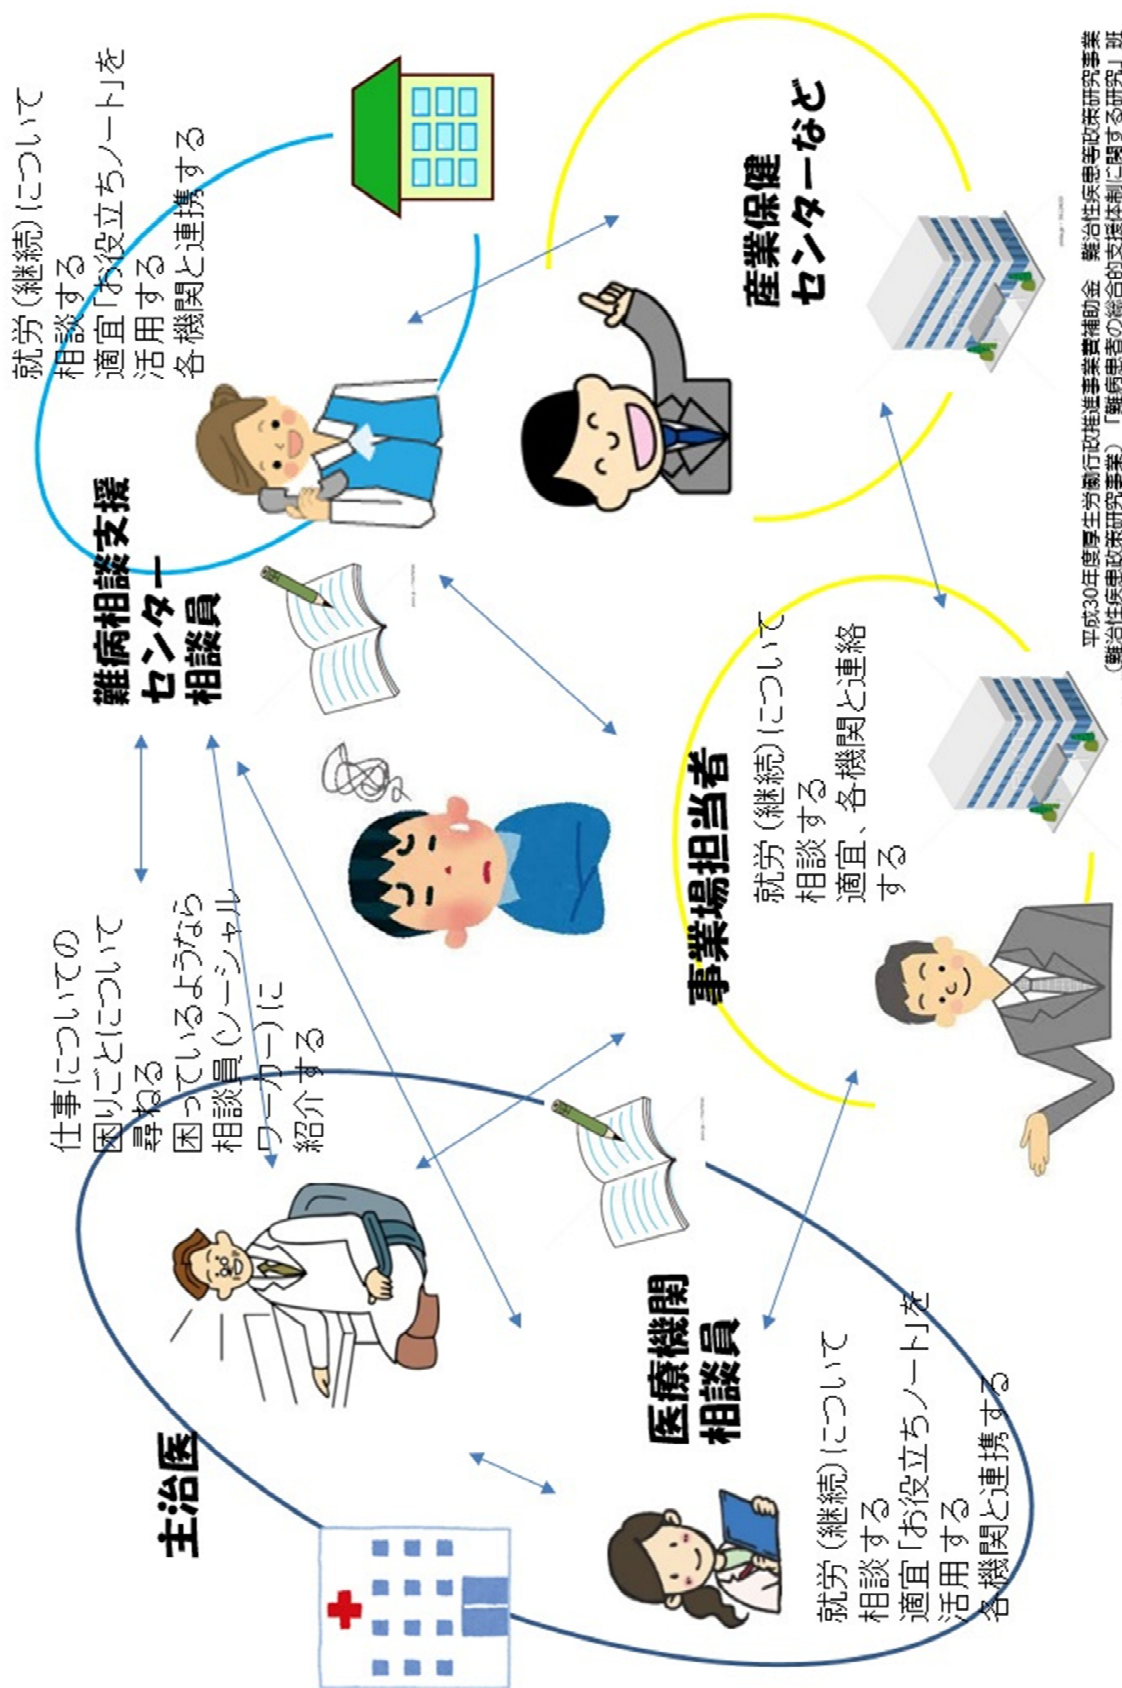 主治医
仕事についての
困りごとについて
尋ねる
困っているようなら
相談員(ソーシャル
ワーカー)に
紹介する
難病相談支援
センター
相談員
就労(継続)について
相談する
適宜「お役立ちノート」を
活用する
各機関と連携する
医療機関
相談員
就労(継続)について
相談する
適宜「お役立ちノート」を
活用する
各機関と連携する
事業場担当者
就労(継続)について
相談する
適宜、各機関と連絡
する
産業保健
センターなど
平成30年度厚生労働行政推進事業費補助金 難治性疾患等政策研究事業
(難治性疾患政策研究事業)「難病患者の総合的支援体制に関する研究」班